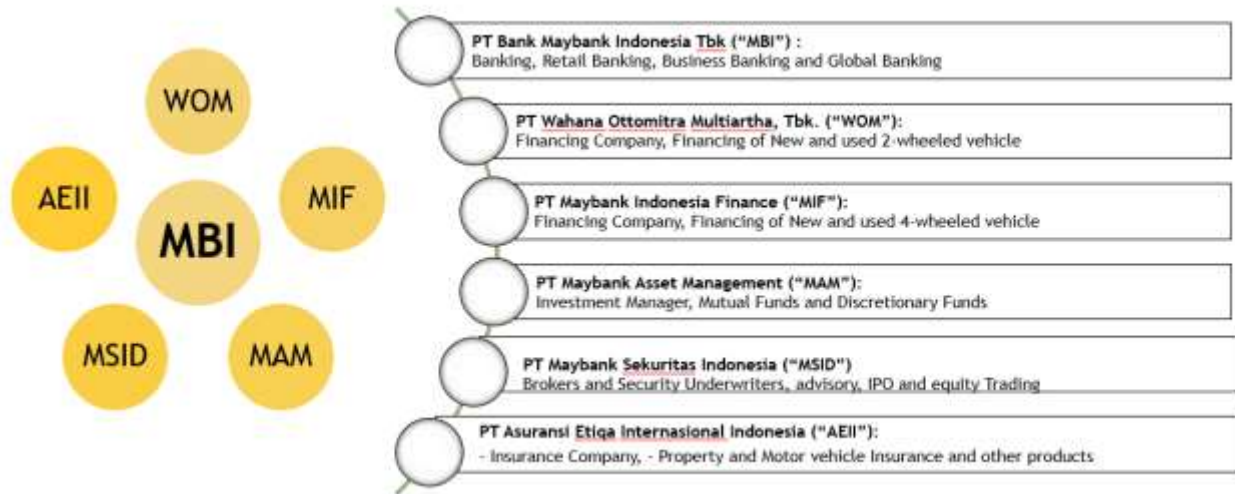 WOM
AEII
MIF
MBI
MSID
MAM
PT Bank Maybank Indonesia Tbk (“MBI”) :
Banking, Retail Banking, Business Banking and Global Banking
PT Wahana Ottomitra Multiartha, Tbk. (“WOM”):
Financing Company, Financing of New and used 2-wheeled vehicle
PT Maybank Indonesia Finance (“MIF”):
Financing Company, Financing of New and used 4-wheeled vehicle
PT Maybank Asset Management (“MAM”):
Investment Manager, Mutual Funds and Discretionary Funds
PT Maybank Sekuritas Indonesia (“MSID”)
Brokers and Security Underwriters, advisory, IPO and equity Trading
PT Asuransi Etiqa Internasional Indonesia (“AEII”):
- Insurance Company, - Property and Motor vehicle Insurance and other products